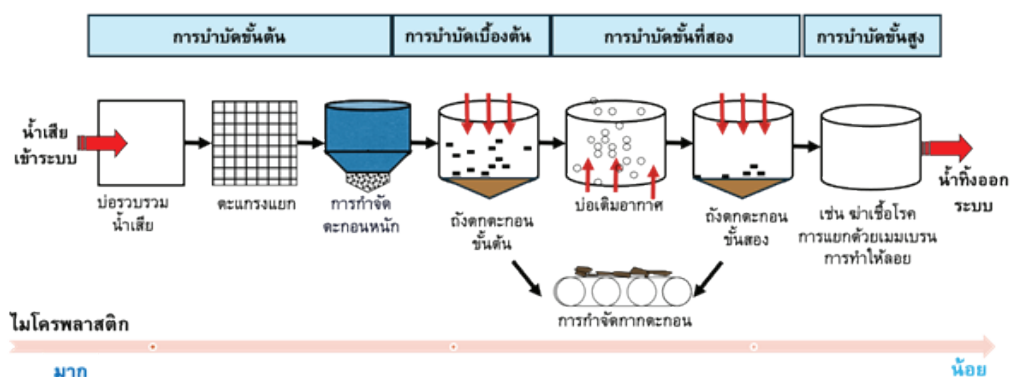 การบำบัดขั้นต้น
การบำบัดเบื้องต้น
การบำบัดขั้นที่สอง
การบำบัดขั้นสูง
น้ำเสีย
เข้าระบบ
บ่อรวบรวม
น้ำเสีย
ตะแกรงแยก
การกำจัด
ตะกอนหนัก
ถังตกตะกอน
ขั้นต้น
บ่อเติมอากาศ
ถังตกตะกอน
ขั้นสอง
เช่น ฆ่าเชื้อโรค
การแยกด้วยเมมเบรน
การทำให้ลอย
น้ำทิ้งออก
ระบบ
การกำจัดกากตะกอน
ไมโครพลาสติก
มาก
น้อย